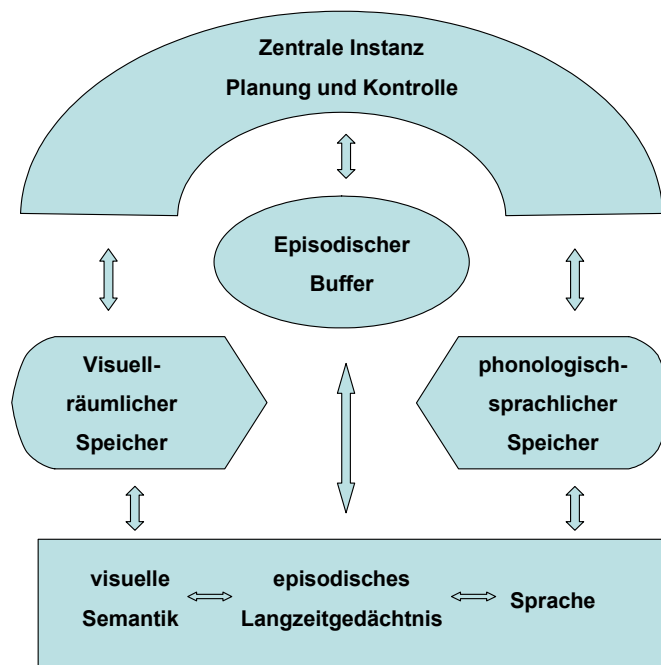 Zentrale Instanz
Planung und Kontrolle
Episodischer
Buffer
Visuell-
räumlicher
Speicher
phonologisch-
sprachlicher
Speicher
visuelle
Semantik
episodisches
Langzeitgedächtnis
Sprache